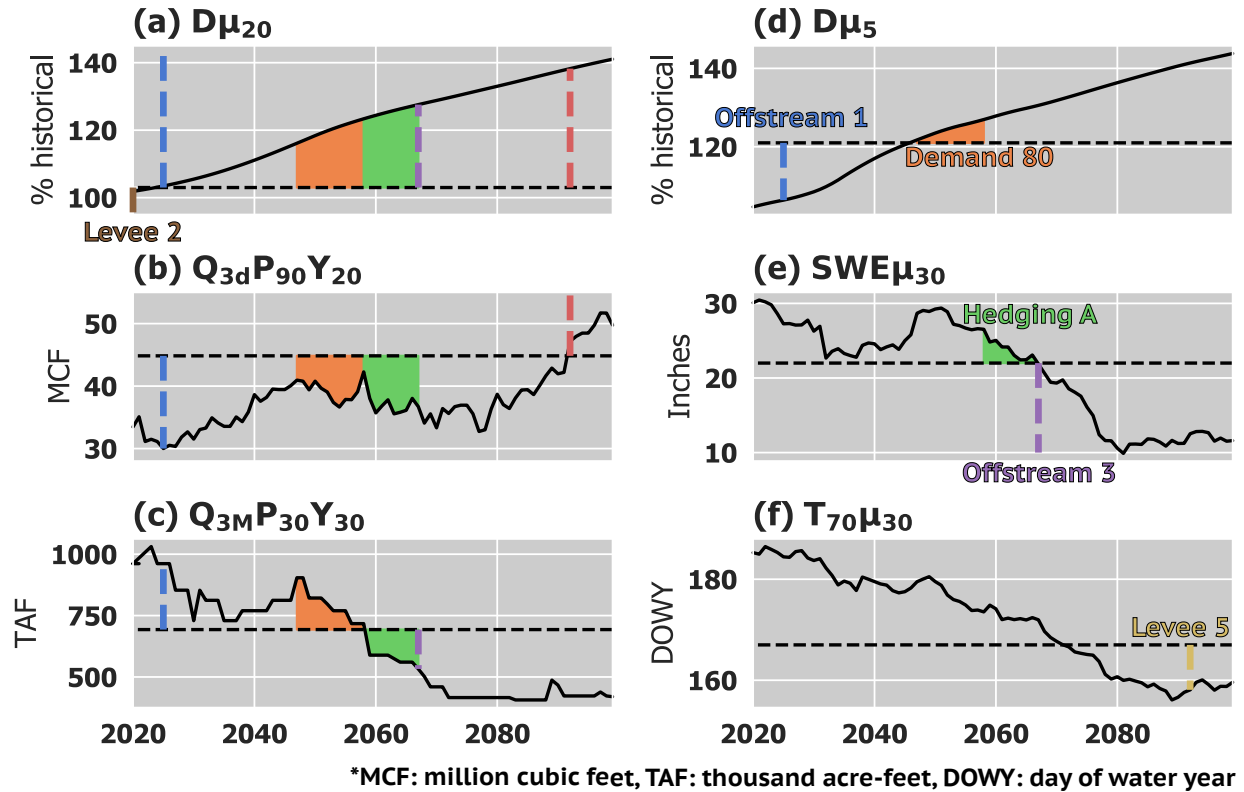 (a) Dμ20
% historical
140
120
100
Levee 2
(d) Dμ5
% historical
140
120
Offstream 1
Demand 80
(b) Q3dP90Y20
MCF
50
40
30
(e) SWEμ30
Inches
30
20
10
Hedging A
Offstream 3
(c) Q3MP30Y30
TAF
1000
750
500
2020 2040 2060 2080
(f) T70μ30
DOWY
180
160
Levee 5
2020 2040 2060 2080
*MCF: million cubic feet, TAF: thousand acre-feet, DOWY: day of water year